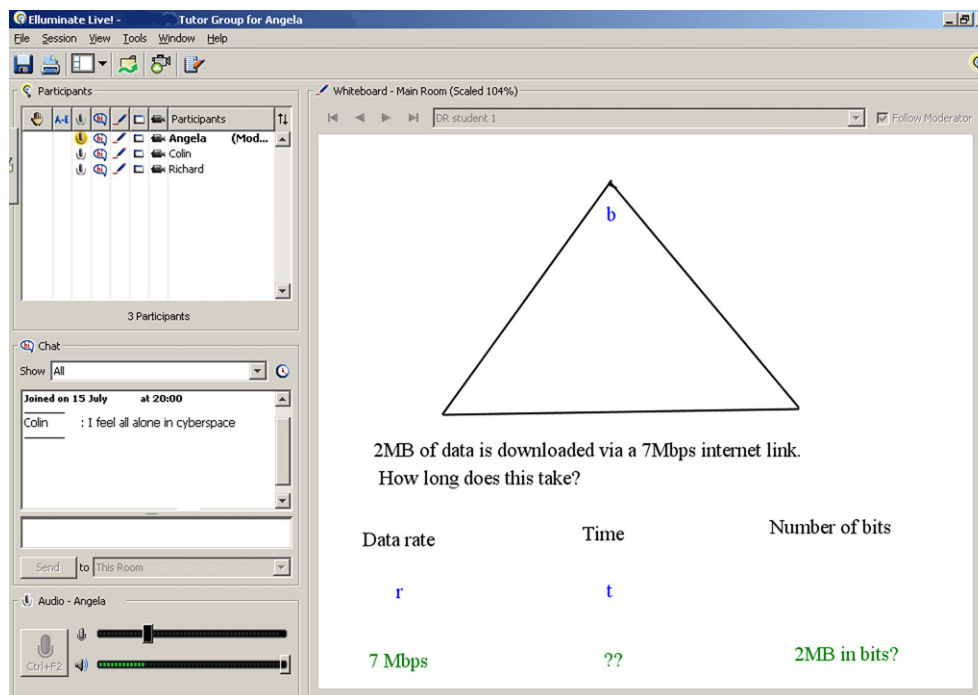 Elluminate Live! - Tutor Group for Angela
File Session View Tools Window Help
Participants
A-E Participants
Angela (Mod...
Colin
Richard
3 Participants
Chat
Show All
Joined on 15 July at 20:00
Colin : I feel all alone in cyberspace
Send to This Room
Audio - Angela
Ctrl+F2
Whiteboard - Main Room (Scaled 104%)
DR student 1 Follow Moderator
b
2MB of data is downloaded via a 7Mbps internet link.
How long does this take?
Data rate Time Number of bits
r t
7 Mbps ?? 2MB in bits?